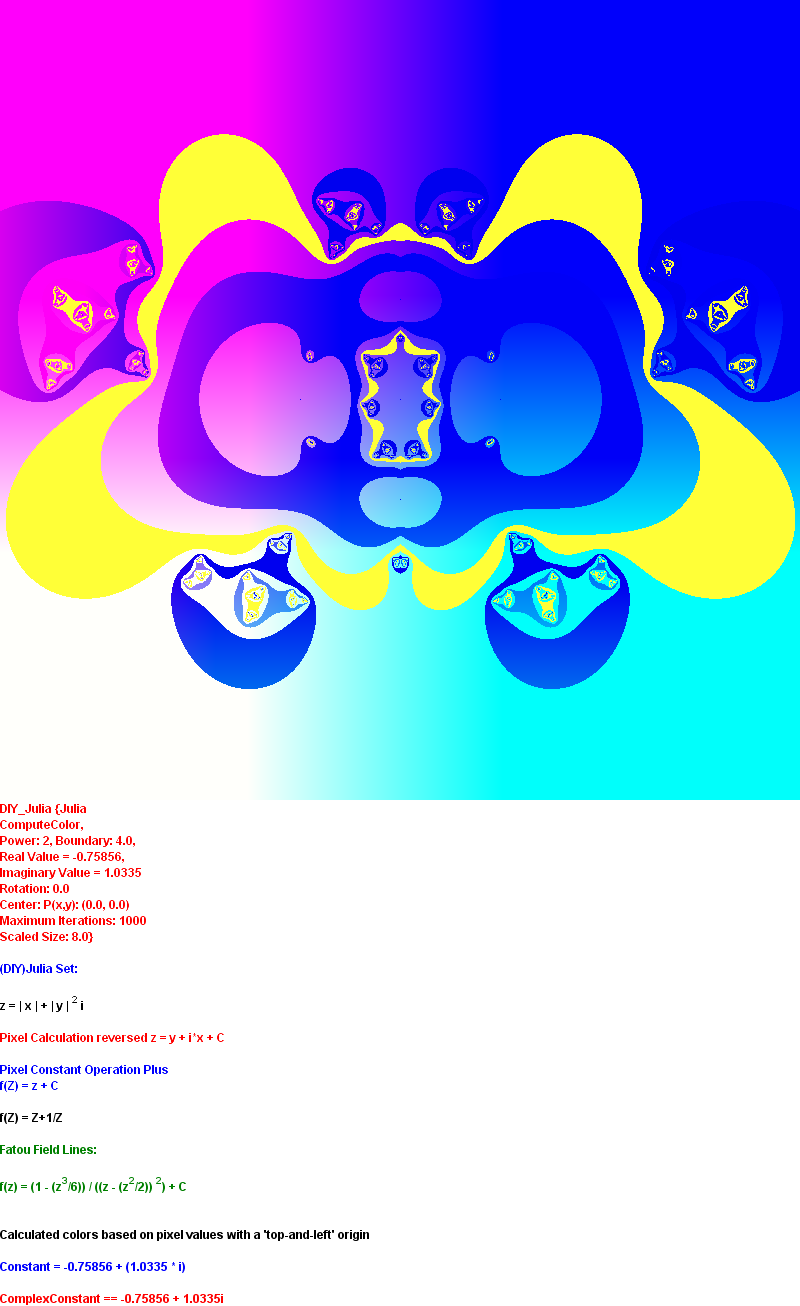 DIY_Julia {Julia
ComputeColor,
Power: 2, Boundary: 4.0,
Real Value = -0.75856,
Imaginary Value = 1.0335
Rotation: 0.0
Center: P(x,y): (0.0, 0.0)
Maximum Iterations: 1000
Scaled Size: 8.0}
(DIY)Julia Set:
z = | x | + | y | ² i
Pixel Calculation reversed z = y + i*x + C
Pixel Constant Operation Plus
f(Z) = z + C
f(Z) = Z+1/Z
Fatou Field Lines:
f(z) = (1 - (z³/6)) / ((z - (z²/2)) ²) + C
Calculated colors based on pixel values with a 'top-and-left' origin
Constant = -0.75856 + (1.0335 * i)
ComplexConstant == -0.75856 + 1.0335i